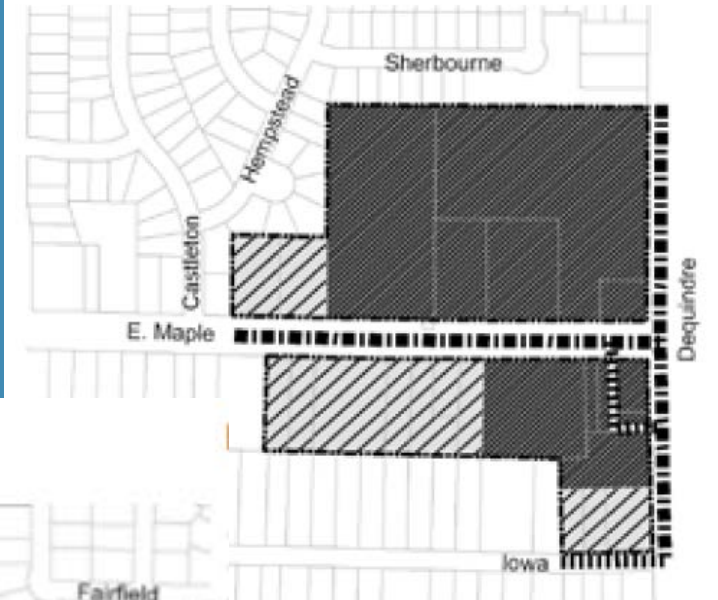 Sherbourne
Hempstead
Castleton
E. Maple
Dequindre
Iowa
Fairfield